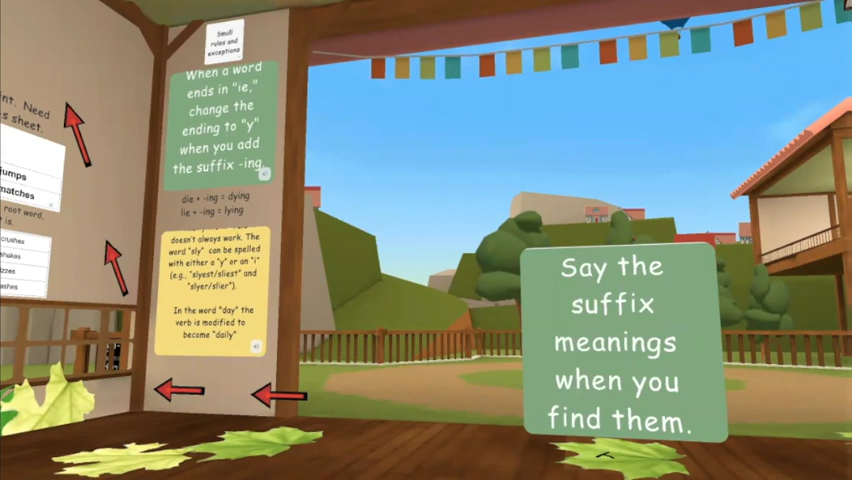 int. Need
s sheet.
umps
matches
root word,
is.
crushes
shakes
izzes
ashes
Small
rules and
exceptions
When a word
ends in "ie,"
change the
ending to "y"
when you add
the suffix -ing.
die + -ing = dying
lie + -ing = lying
doesn't always work. The
word "sly" can be spelled
with either a "y" or an "i"
(e.g., "slyest/sliest" and
"slyer/slier").
In the word "day" the
verb is modified to
become "daily"
Say the
suffix
meanings
when you
find them.